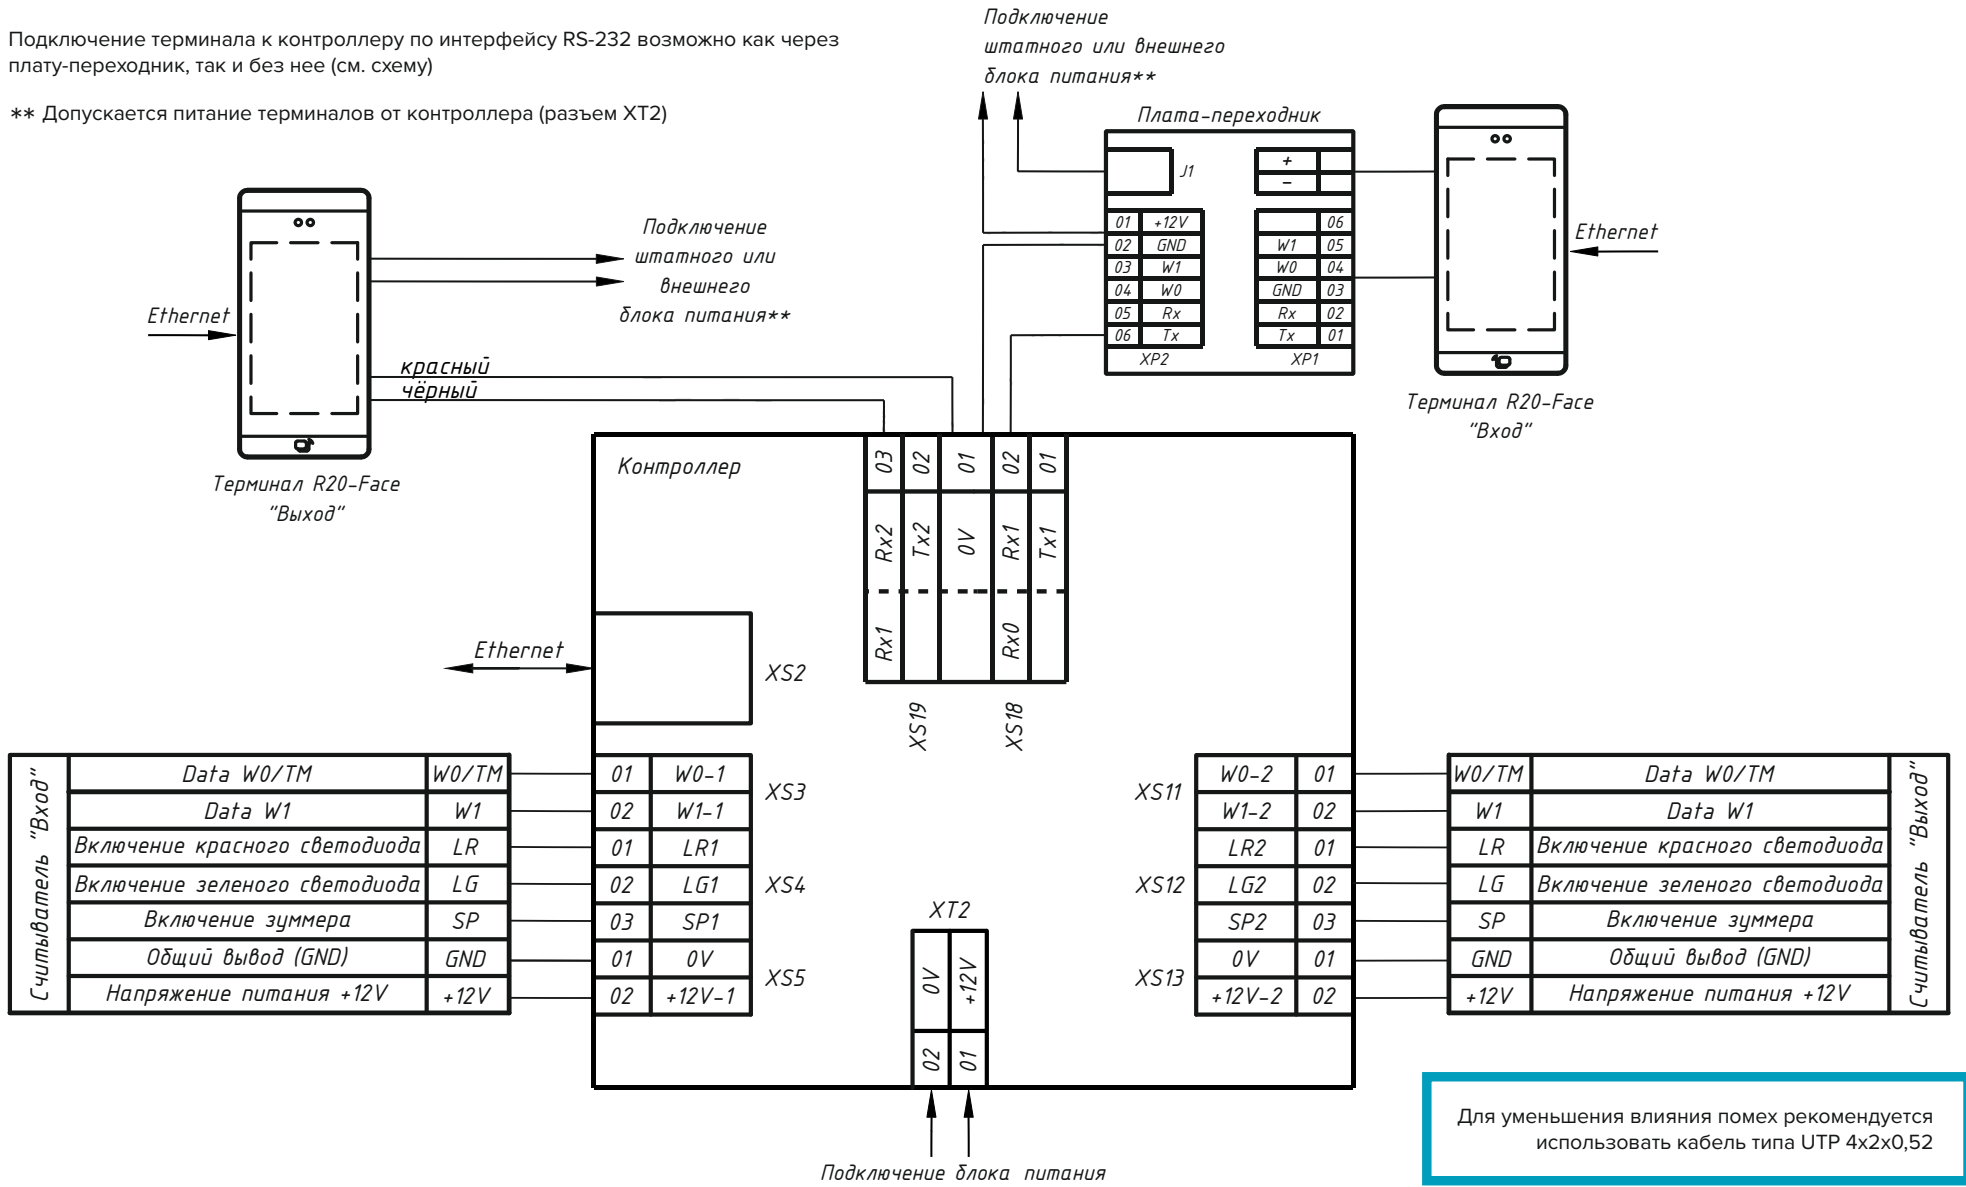 Подключение терминала к контроллеру по интерфейсу RS-232 возможно как через
плату-переходник, так и без нее (см. схему)
** Допускается питание терминалов от контроллера (разъем XT2)
Подключение
штатного или внешнего
блока питания**
Плата-переходник
J1
+
-
01 +12V
02 GND
03 W1
04 W0
05 Rx
06 Tx
XP2
06
W1 05
W0 04
GND 03
Rx 02
Tx 01
XP1
Ethernet
Терминал R20-Face
"Вход"
Подключение
штатного или
внешнего
блока питания**
Ethernet
красный
чёрный
Терминал R20-Face
"Выход"
Контроллер
03 02 01 02 01
Rx2 Tx2 0V Rx1 Tx1
Rx1 Rx0
XS19 XS18
Ethernet
XS2
Считыватель "Вход"
Data W0/TM W0/TM 01 W0-1
Data W1 W1 02 W1-1
XS3
Включение красного светодиода LR 01 LR1
Включение зеленого светодиода LG 02 LG1
Включение зуммера SP 03 SP1
XS4
Общий вывод (GND) GND 01 0V
Напряжение питания +12V +12V 02 +12V-1
XS5
XT2
0V +12V
02 01
Подключение блока питания
XS11
W0-2 01 W0/TM Data W0/TM
W1-2 02 W1 Data W1
XS12
LR2 01 LR Включение красного светодиода
LG2 02 LG Включение зеленого светодиода
SP2 03 SP Включение зуммера
XS13
0V 01 GND Общий вывод (GND)
+12V-2 02 +12V Напряжение питания +12V
Считыватель "Выход"
Для уменьшения влияния помех рекомендуется
использовать кабель типа UTP 4x2x0,52